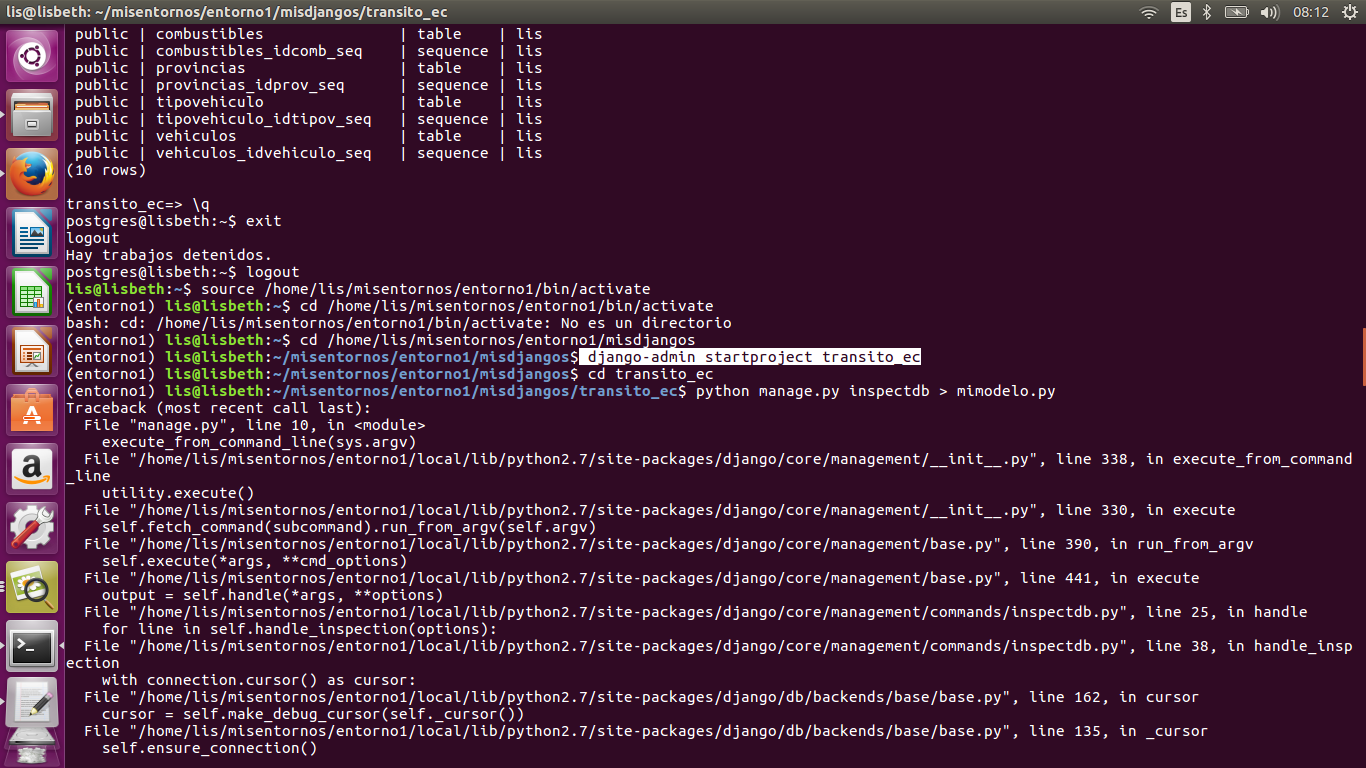 lis@lisbeth: ~/misentornos/entorno1/misdjangos/transito_ec
Es
08:12
public | combustibles | table | lis
public | combustibles_idcomb_seq | sequence | lis
public | provincias | table | lis
public | provincias_idprov_seq | sequence | lis
public | tipovehiculo | table | lis
public | tipovehiculo_idtipov_seq | sequence | lis
public | vehiculos | table | lis
public | vehiculos_idvehiculo_seq | sequence | lis
(10 rows)
transito_ec=> \q
postgres@lisbeth:~$ exit
logout
Hay trabajos detenidos.
postgres@lisbeth:~$ logout
lis@lisbeth:~$ source /home/lis/misentornos/entorno1/bin/activate
(entorno1) lis@lisbeth:~$ cd /home/lis/misentornos/entorno1/bin/activate
bash: cd: /home/lis/misentornos/entorno1/bin/activate: No es un directorio
(entorno1) lis@lisbeth:~$ cd /home/lis/misentornos/entorno1/misdjangos
(entorno1) lis@lisbeth:~/misentornos/entorno1/misdjangos$ django-admin startproject transito_ec
(entorno1) lis@lisbeth:~/misentornos/entorno1/misdjangos$ cd transito_ec
(entorno1) lis@lisbeth:~/misentornos/entorno1/misdjangos/transito_ec$ python manage.py inspectdb > mimodelo.py
Traceback (most recent call last):
File "manage.py", line 10, in <module>
execute_from_command_line(sys.argv)
File "/home/lis/misentornos/entorno1/local/lib/python2.7/site-packages/django/core/management/__init__.py", line 338, in execute_from_command
_line
utility.execute()
File "/home/lis/misentornos/entorno1/local/lib/python2.7/site-packages/django/core/management/__init__.py", line 330, in execute
self.fetch_command(subcommand).run_from_argv(self.argv)
File "/home/lis/misentornos/entorno1/local/lib/python2.7/site-packages/django/core/management/base.py", line 390, in run_from_argv
self.execute(*args, **cmd_options)
File "/home/lis/misentornos/entorno1/local/lib/python2.7/site-packages/django/core/management/base.py", line 441, in execute
output = self.handle(*args, **options)
File "/home/lis/misentornos/entorno1/local/lib/python2.7/site-packages/django/core/management/commands/inspectdb.py", line 25, in handle
for line in self.handle_inspection(options):
File "/home/lis/misentornos/entorno1/local/lib/python2.7/site-packages/django/core/management/commands/inspectdb.py", line 38, in handle_insp
ection
with connection.cursor() as cursor:
File "/home/lis/misentornos/entorno1/local/lib/python2.7/site-packages/django/db/backends/base/base.py", line 162, in cursor
cursor = self.make_debug_cursor(self._cursor())
File "/home/lis/misentornos/entorno1/local/lib/python2.7/site-packages/django/db/backends/base/base.py", line 135, in _cursor
self.ensure_connection()